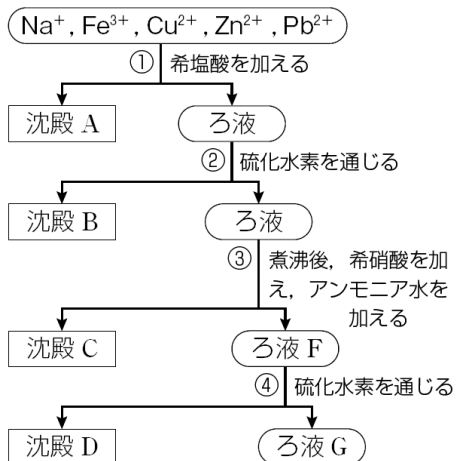 Na⁺, Fe³⁺, Cu²⁺, Zn²⁺, Pb²⁺
① 希塩酸を加える
沈殿 A
ろ液
② 硫化水素を通じる
沈殿 B
ろ液
③ 煮沸後，希硝酸を加
え，アンモニア水を
加える
沈殿 C
ろ液 F
④ 硫化水素を通じる
沈殿 D
ろ液 G